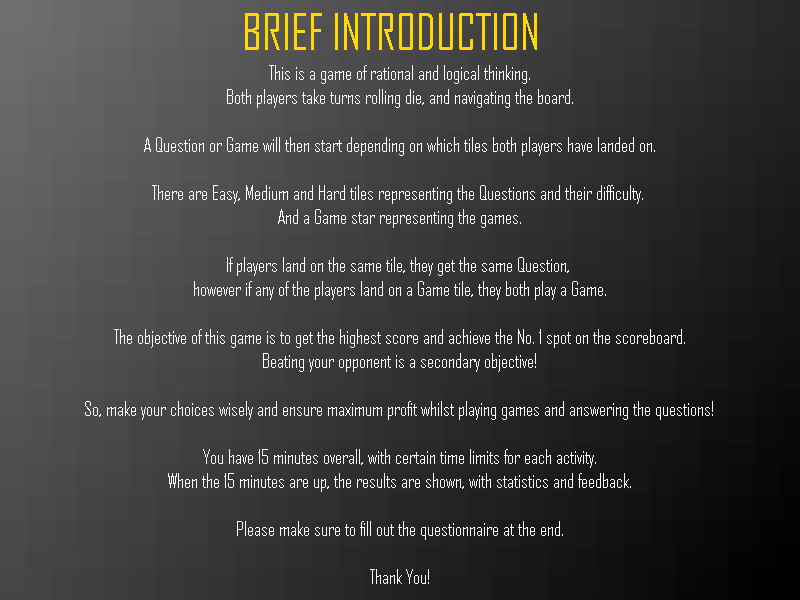 BRIEF INTRODUCTION
This is a game of rational and logical thinking.
Both players take turns rolling die, and navigating the board.
A Question or Game will then start depending on which tiles both players have landed on.
There are Easy, Medium and Hard tiles representing the Questions and their difficulty.
And a Game star representing the games.
If players land on the same tile, they get the same Question,
however if any of the players land on a Game tile, they both play a Game.
The objective of this game is to get the highest score and achieve the No. 1 spot on the scoreboard.
Beating your opponent is a secondary objective!
So, make your choices wisely and ensure maximum profit whilst playing games and answering the questions!
You have 15 minutes overall, with certain time limits for each activity.
When the 15 minutes are up, the results are shown, with statistics and feedback.
Please make sure to fill out the questionnaire at the end.
Thank You!